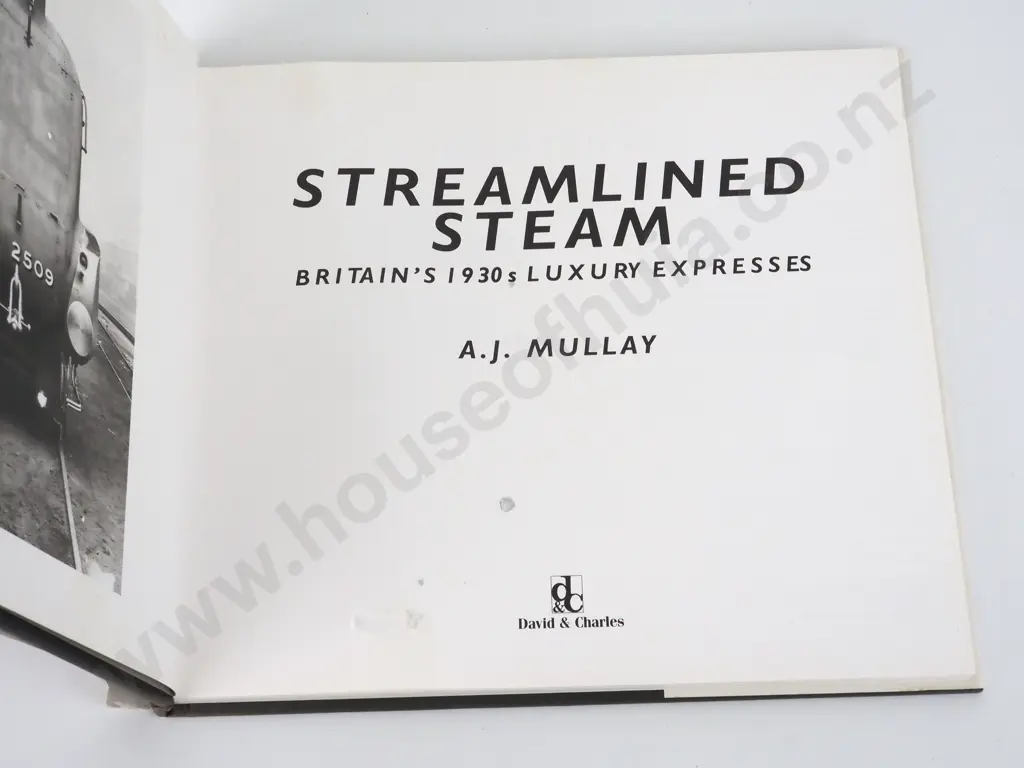 2509
STREAMLINED
STEAM
BRITAIN'S 1930s LUXURY EXPRESSES
A.J. MULLAY
d&c
David & Charles
www.houseofhuia.co.nz